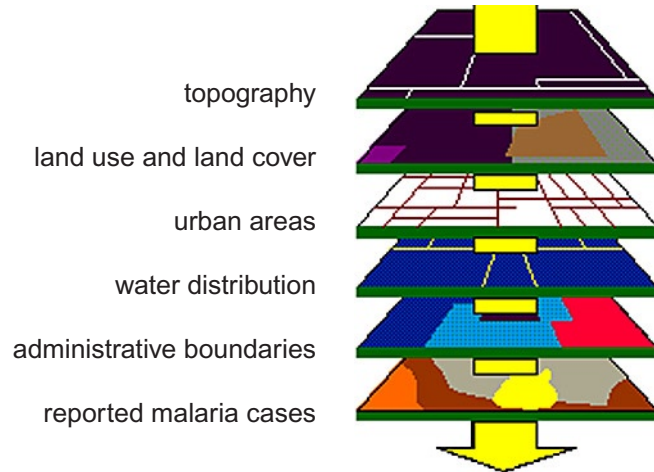 topography
land use and land cover
urban areas
water distribution
administrative boundaries
reported malaria cases